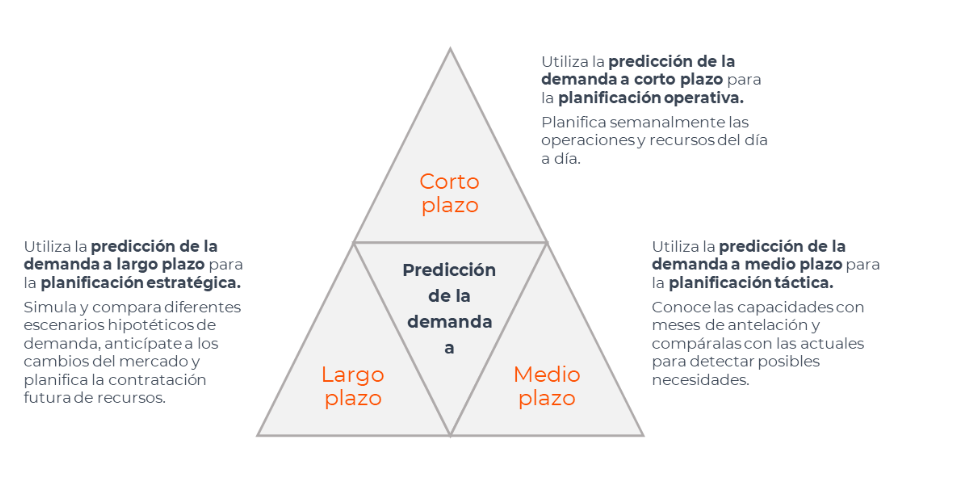 Utiliza la predicción de la
demanda a corto plazo para
la planificación operativa.
Planifica semanalmente las
operaciones y recursos del día
a día.
Corto
plazo
Utiliza la predicción de la
demanda a largo plazo para
la planificación estratégica.
Simula y compara diferentes
escenarios hipotéticos de
demanda, anticípate a los
cambios del mercado y
planifica la contratación
futura de recursos.
Predicción
de la
demanda
a
Utiliza la predicción de la
demanda a medio plazo para
la planificación táctica.
Conoce las capacidades con
meses de antelación y
compáralas con las actuales
para detectar posibles
necesidades.
Largo
plazo
Medio
plazo